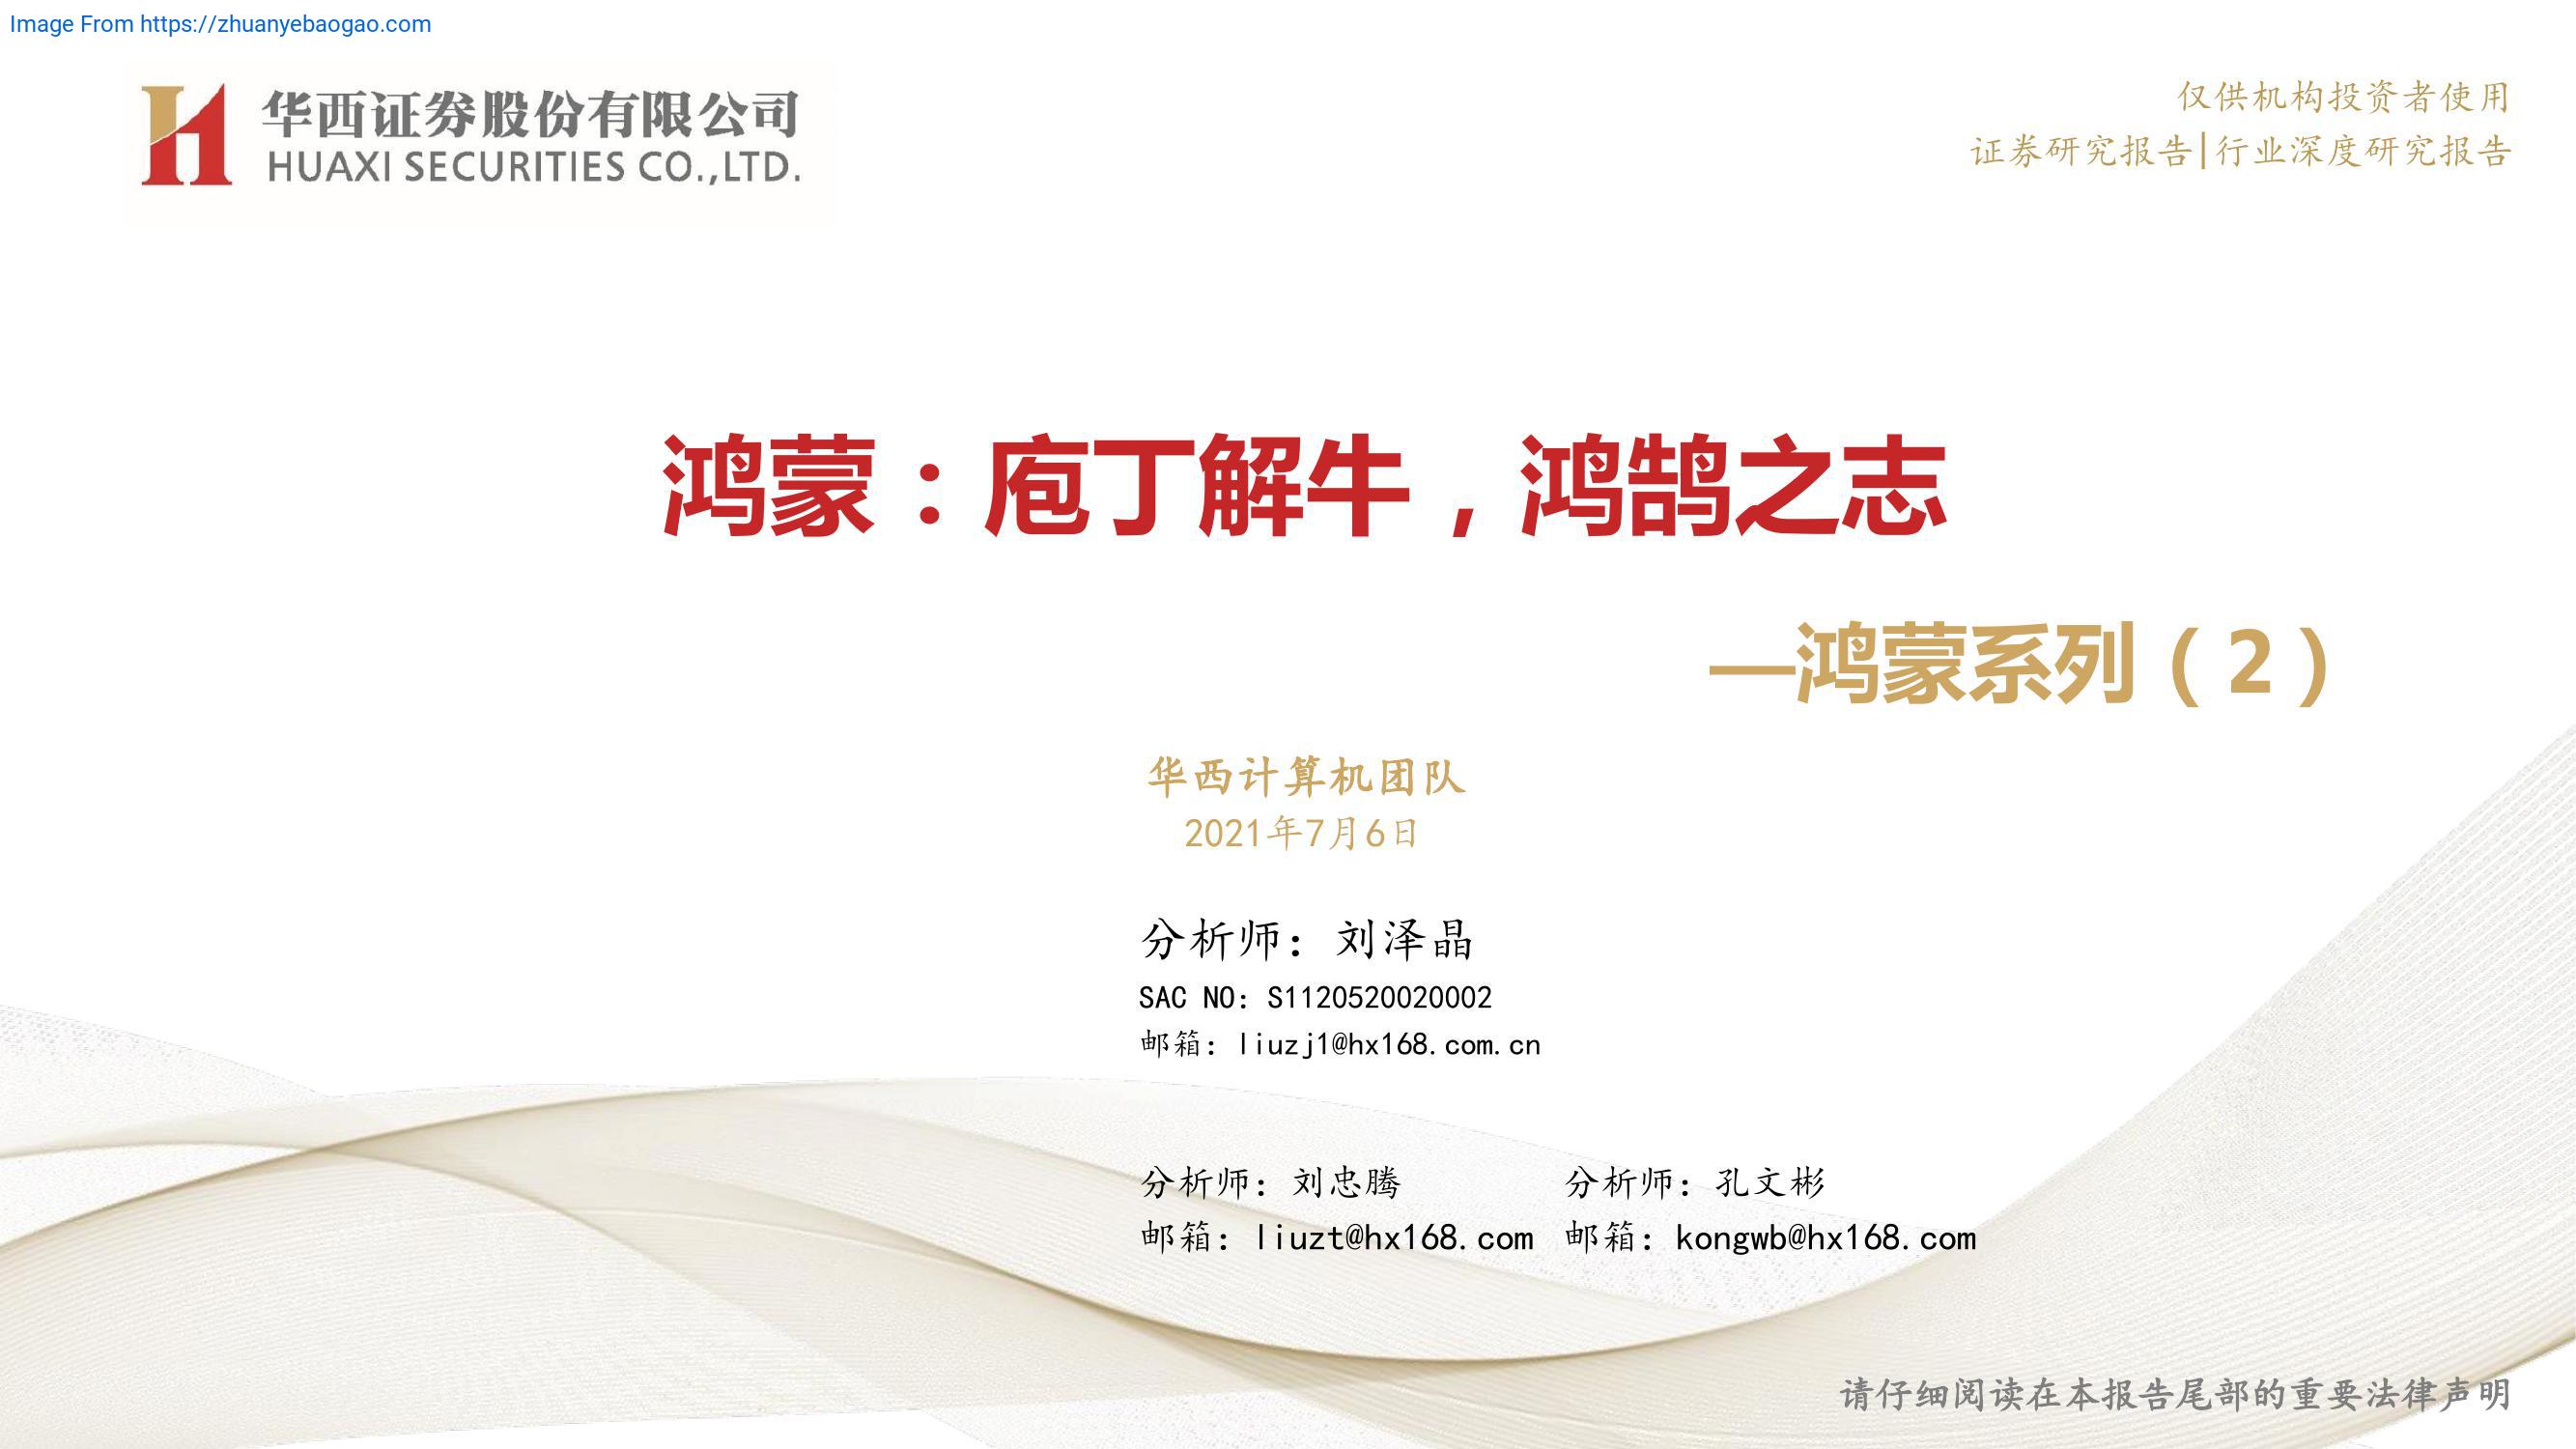 Image From https://zhuanyebaogao.com
华西证券股份有限公司
HUAXI SECURITIES CO.,LTD.
仅供机构投资者使用
证券研究报告|行业深度研究报告
鸿蒙：庖丁解牛，鸿鹄之志
—鸿蒙系列（2）
华西计算机团队
2021年7月6日
分析师：刘泽晶
SAC NO：S1120520020002
邮箱：liuzj1@hx168.com.cn
分析师：刘忠腾 分析师：孔文彬
邮箱：liuzt@hx168.com 邮箱：kongwb@hx168.com
请仔细阅读在本报告尾部的重要法律声明